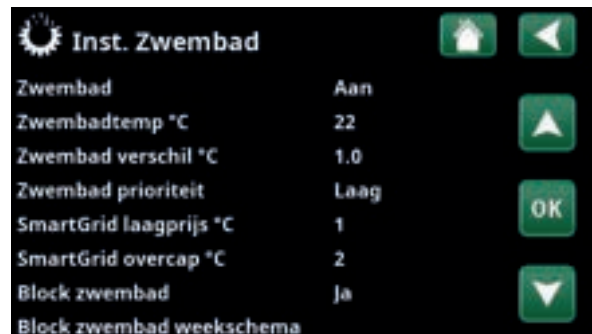 Inst. Zwembad
Zwembad Aan
Zwembadtemp °C 22
Zwembad verschil °C 1.0
Zwembad prioriteit Laag
SmartGrid laagprijs °C 1
OK
SmartGrid overcap °C 2
Block zwembad Ja
Block zwembad weekschema